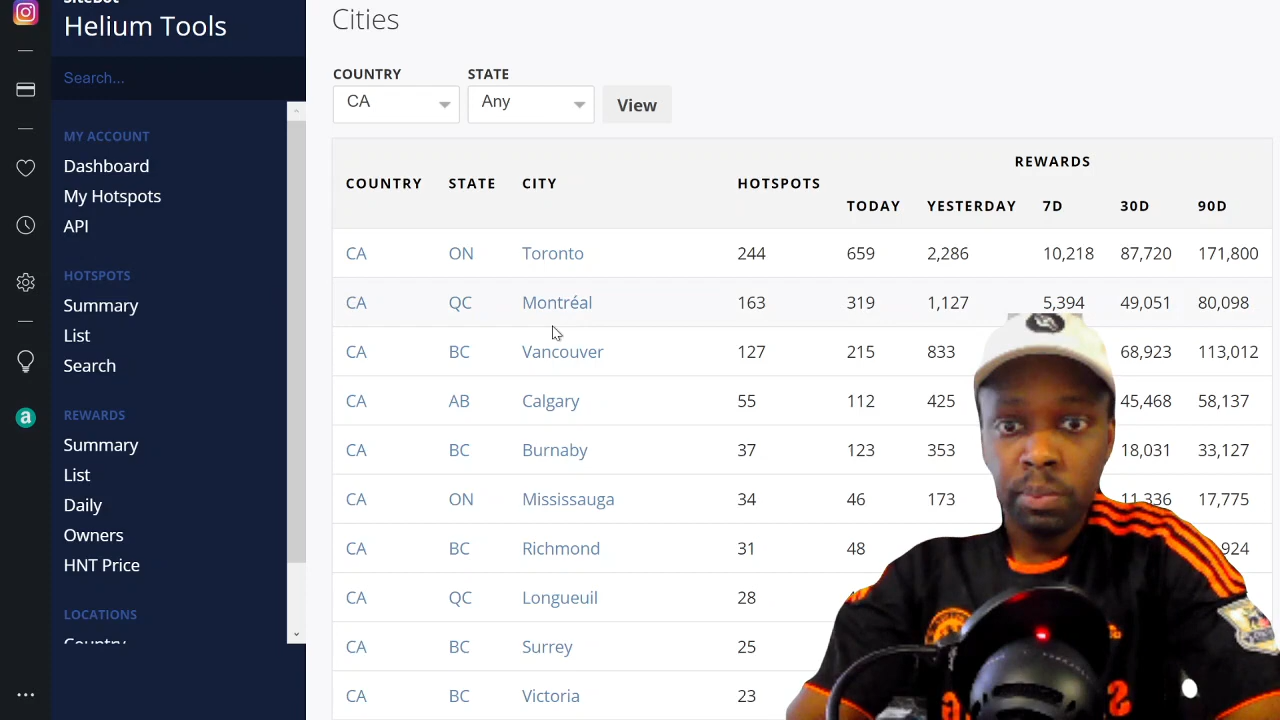 Helium Tools
Search...
MY ACCOUNT
Dashboard
My Hotspots
API
HOTSPOTS
Summary
List
Search
REWARDS
Summary
List
Daily
Owners
HNT Price
LOCATIONS
Country
Cities
COUNTRY STATE
CA Any View
REWARDS
COUNTRY STATE CITY HOTSPOTS
TODAY YESTERDAY 7D 30D 90D
CA ON Toronto 244 659 2,286 10,218 87,720 171,800
CA QC Montréal 163 319 1,127 5,394 49,051 80,098
CA BC Vancouver 127 215 833 68,923 113,012
CA AB Calgary 55 112 425 45,468 58,137
CA BC Burnaby 37 123 353 18,031 33,127
CA ON Mississauga 34 46 173 11,336 17,775
CA BC Richmond 31 48 924
CA QC Longueuil 28
CA BC Surrey 25
CA BC Victoria 23